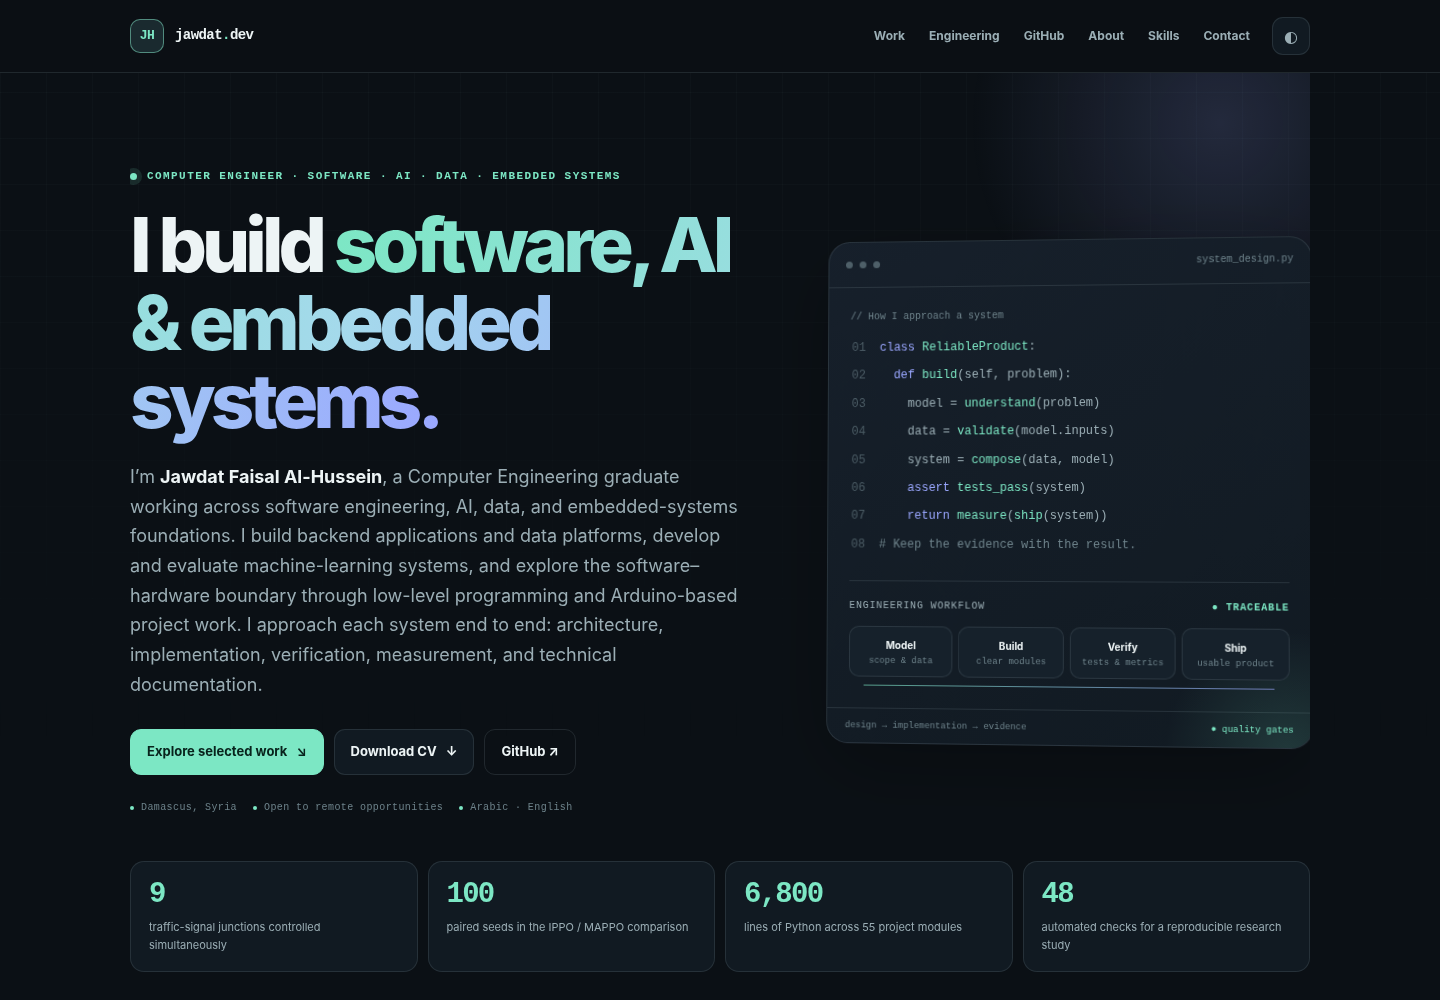 JH jawdat.dev
Work Engineering GitHub About Skills Contact
COMPUTER ENGINEER · SOFTWARE · AI · DATA · EMBEDDED SYSTEMS
I build software, AI
& embedded
systems.
I’m Jawdat Faisal Al-Hussein, a Computer Engineering graduate
working across software engineering, AI, data, and embedded-systems
foundations. I build backend applications and data platforms, develop
and evaluate machine-learning systems, and explore the software–
hardware boundary through low-level programming and Arduino-based
project work. I approach each system end to end: architecture,
implementation, verification, measurement, and technical
documentation.
Explore selected work ↘ Download CV ↓ GitHub ↗
Damascus, Syria Open to remote opportunities Arabic · English
system_design.py
// How I approach a system
01 class ReliableProduct:
02 def build(self, problem):
03 model = understand(problem)
04 data = validate(model.inputs)
05 system = compose(data, model)
06 assert tests_pass(system)
07 return measure(ship(system))
08 # Keep the evidence with the result.
ENGINEERING WORKFLOW ● TRACEABLE
Model Build Verify Ship
scope & data clear modules tests & metrics usable product
design → implementation → evidence ● quality gates
9
traffic-signal junctions controlled
simultaneously
100
paired seeds in the IPPO / MAPPO comparison
6,800
lines of Python across 55 project modules
48
automated checks for a reproducible research
study